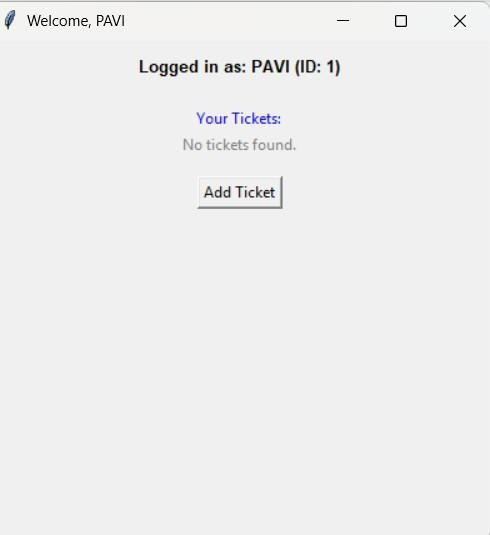 Welcome, PAVI
Logged in as: PAVI (ID: 1)
Your Tickets:
No tickets found.
Add Ticket